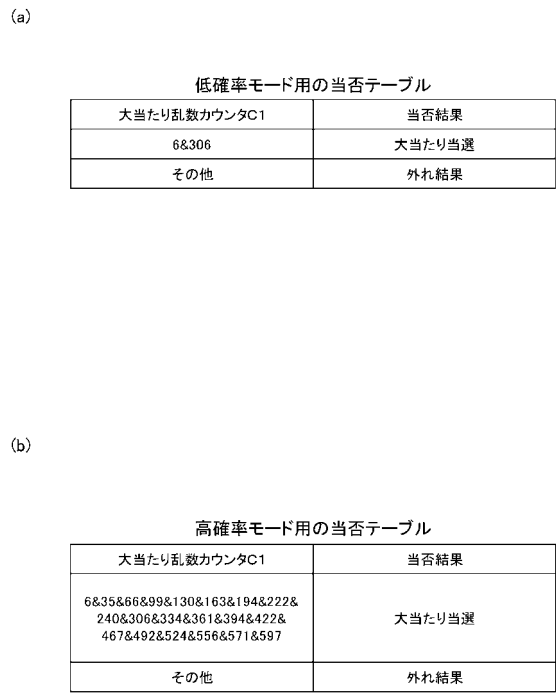 (a)
低確率モード用の当否テーブル
大当たり乱数カウンタC1 当否結果
6&306 大当たり当選
その他 外れ結果
(b)
高確率モード用の当否テーブル
大当たり乱数カウンタC1 当否結果
6&35&66&99&130&163&194&222&
240&306&334&361&394&422&
467&492&524&556&571&597
大当たり当選
その他 外れ結果